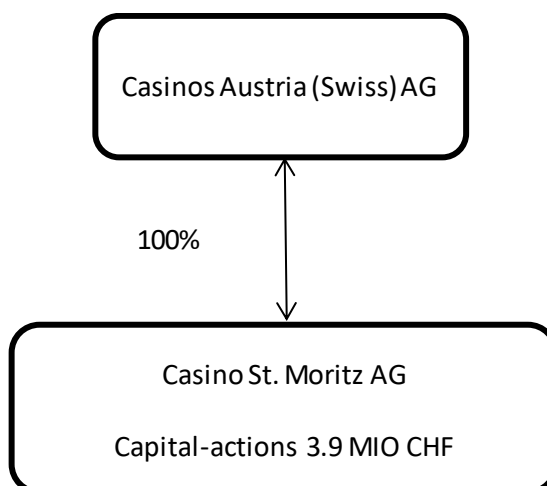 Casinos Austria (Swiss) AG
100%
Casino St. Moritz AG
Capital-actions 3.9 MIO CHF